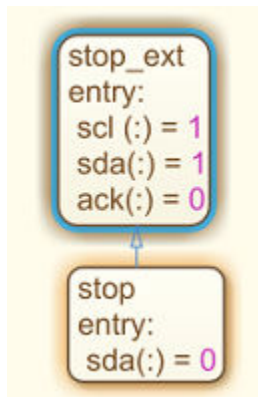 stop_ext
entry:
scl (:) = 1
sda(:) = 1
ack(:) = 0
stop
entry:
sda(:) = 0